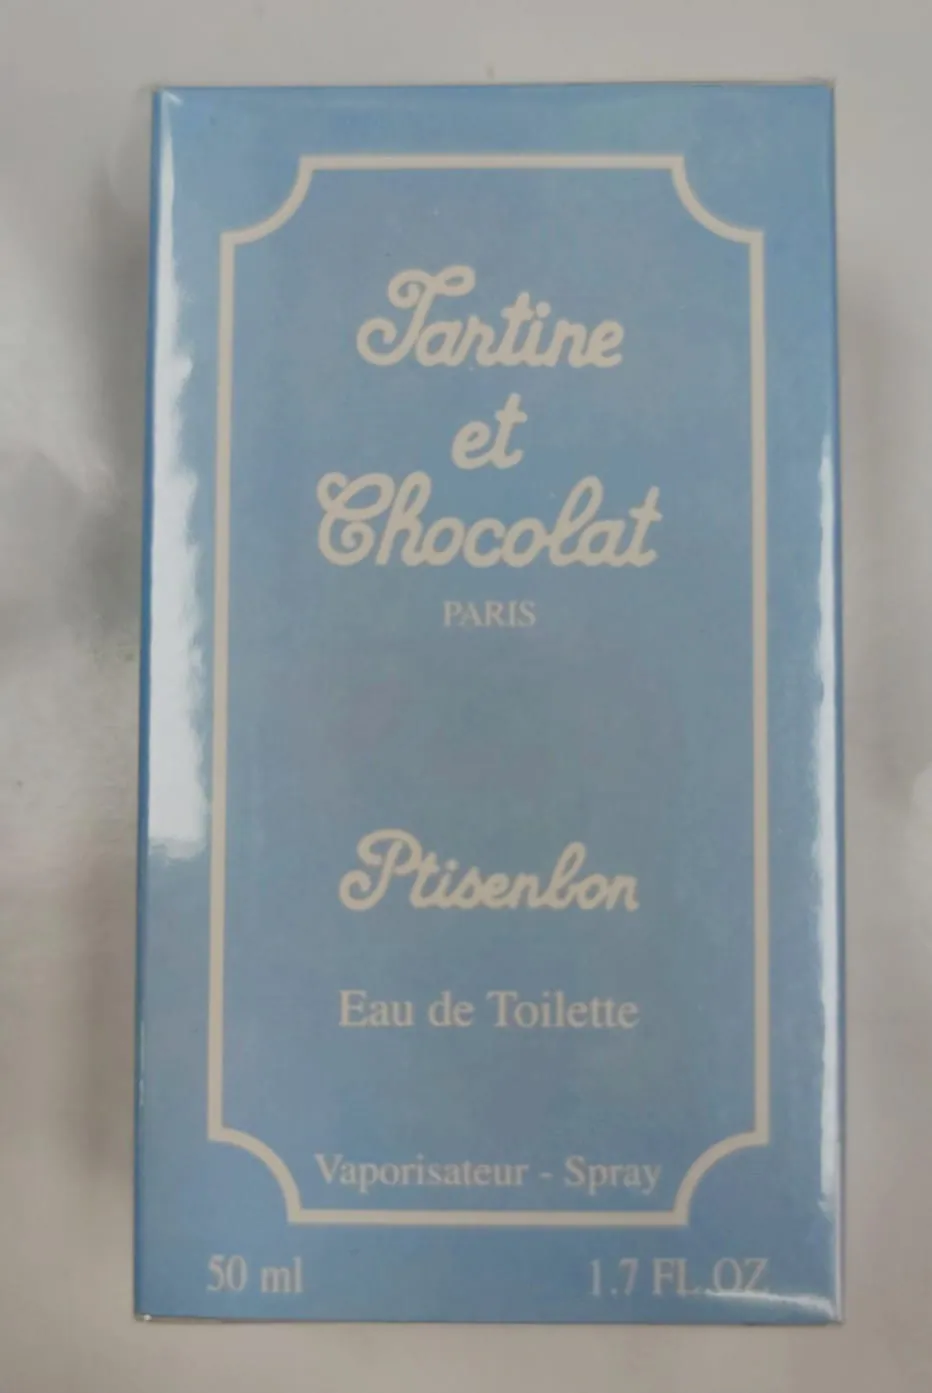 Tartine
et
Chocolat
PARIS
Ptisenbon
Eau de Toilette
Vaporisateur - Spray
50 ml 1.7 FL.OZ.